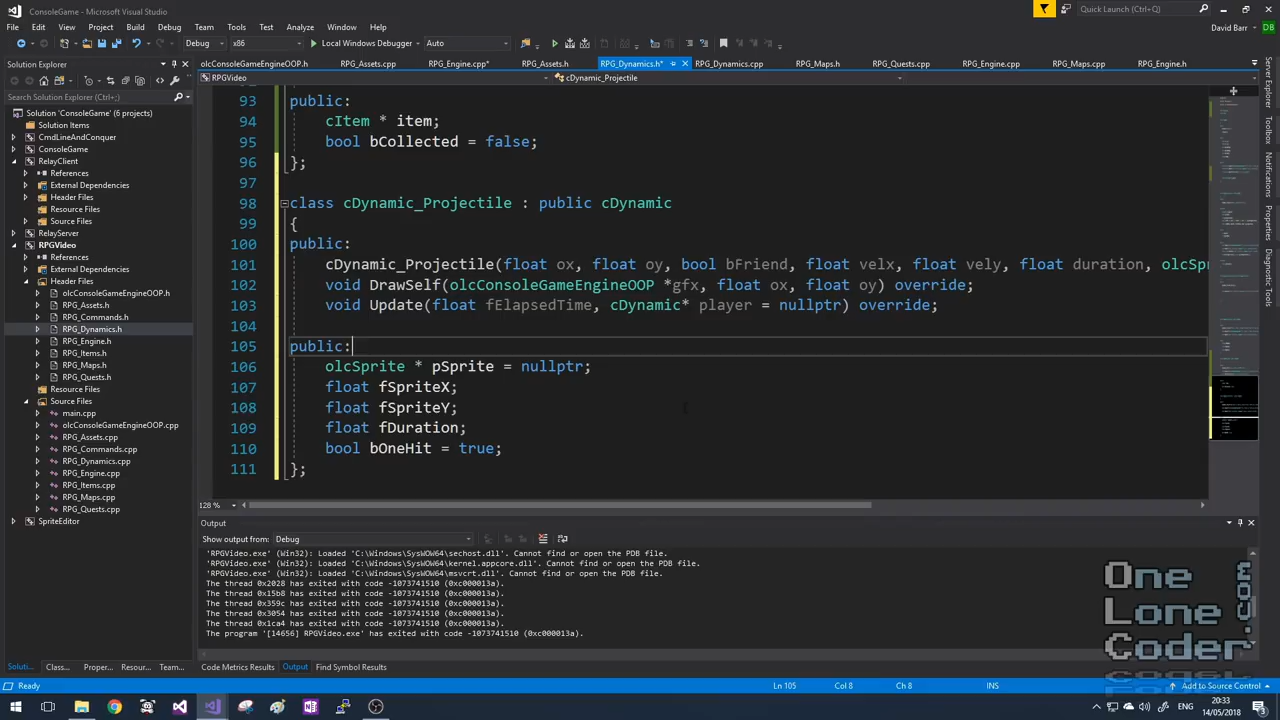 ConsoleGame - Microsoft Visual Studio
Quick Launch (Ctrl+Q)
File Edit View Project Build Debug Team Tools Test Analyze Window Help
David Barr DB
Debug x86 Local Windows Debugger Auto
Solution Explorer
olcConsoleGameEngineOOP.h RPG_Assets.cpp RPG_Engine.cpp* RPG_Assets.h RPG_Dynamics.h* RPG_Dynamics.cpp RPG_Maps.h RPG_Quests.cpp RPG_Engine.cpp RPG_Maps.cpp RPG_Engine.h
RPGVideo cDynamic_Projectile
Search Solution Explorer (Ctrl+;)
Solution 'ConsoleGame' (6 projects)
Solution Items
CmdLineAndConquer
ConsoleGame
RelayClient
References
External Dependencies
Header Files
Resource Files
Source Files
RelayServer
RPGVideo
References
External Dependencies
Header Files
olcConsoleGameEngineOOP.h
RPG_Assets.h
RPG_Commands.h
RPG_Dynamics.h
RPG_Engine.h
RPG_Items.h
RPG_Maps.h
RPG_Quests.h
Resource Files
Source Files
main.cpp
olcConsoleGameEngineOOP.cpp
RPG_Assets.cpp
RPG_Commands.cpp
RPG_Dynamics.cpp
RPG_Engine.cpp
RPG_Items.cpp
RPG_Maps.cpp
RPG_Quests.cpp
SpriteEditor
Soluti... Class... Proper... Resour... Team...
93 public:
94 cItem * item;
95 bool bCollected = false;
96 };
97
98 class cDynamic_Projectile : public cDynamic
99 {
100 public:
101 cDynamic_Projectile(float ox, float oy, bool bFriend, float velx, float vely, float duration, olcSpr
102 void DrawSelf(olcConsoleGameEngineOOP *gfx, float ox, float oy) override;
103 void Update(float fElapsedTime, cDynamic* player = nullptr) override;
104
105 public:
106 olcSprite * pSprite = nullptr;
107 float fSpriteX;
108 float fSpriteY;
109 float fDuration;
110 bool bOneHit = true;
111 };
128 %
Output
Show output from: Debug
'RPGVideo.exe' (Win32): Loaded 'C:\Windows\SysWOW64\sechost.dll'. Cannot find or open the PDB file.
'RPGVideo.exe' (Win32): Loaded 'C:\Windows\SysWOW64\kernel.appcore.dll'. Cannot find or open the PDB file.
'RPGVideo.exe' (Win32): Loaded 'C:\Windows\SysWOW64\msvcrt.dll'. Cannot find or open the PDB file.
The thread 0x2028 has exited with code -1073741510 (0xc000013a).
The thread 0x15b8 has exited with code -1073741510 (0xc000013a).
The thread 0x359c has exited with code -1073741510 (0xc000013a).
The thread 0x3054 has exited with code -1073741510 (0xc000013a).
The thread 0x1ca4 has exited with code -1073741510 (0xc000013a).
The program '[14656] RPGVideo.exe' has exited with code -1073741510 (0xc000013a).
Code Metrics Results Output Find Symbol Results
Server Explorer
Toolbox
Notifications
Properties
Diagnostic Tools
One
Lone
Coder
.com
Ready Ln 105 Col 8 Ch 8 INS Add to Source Control
ENG
20:33
14/05/2018